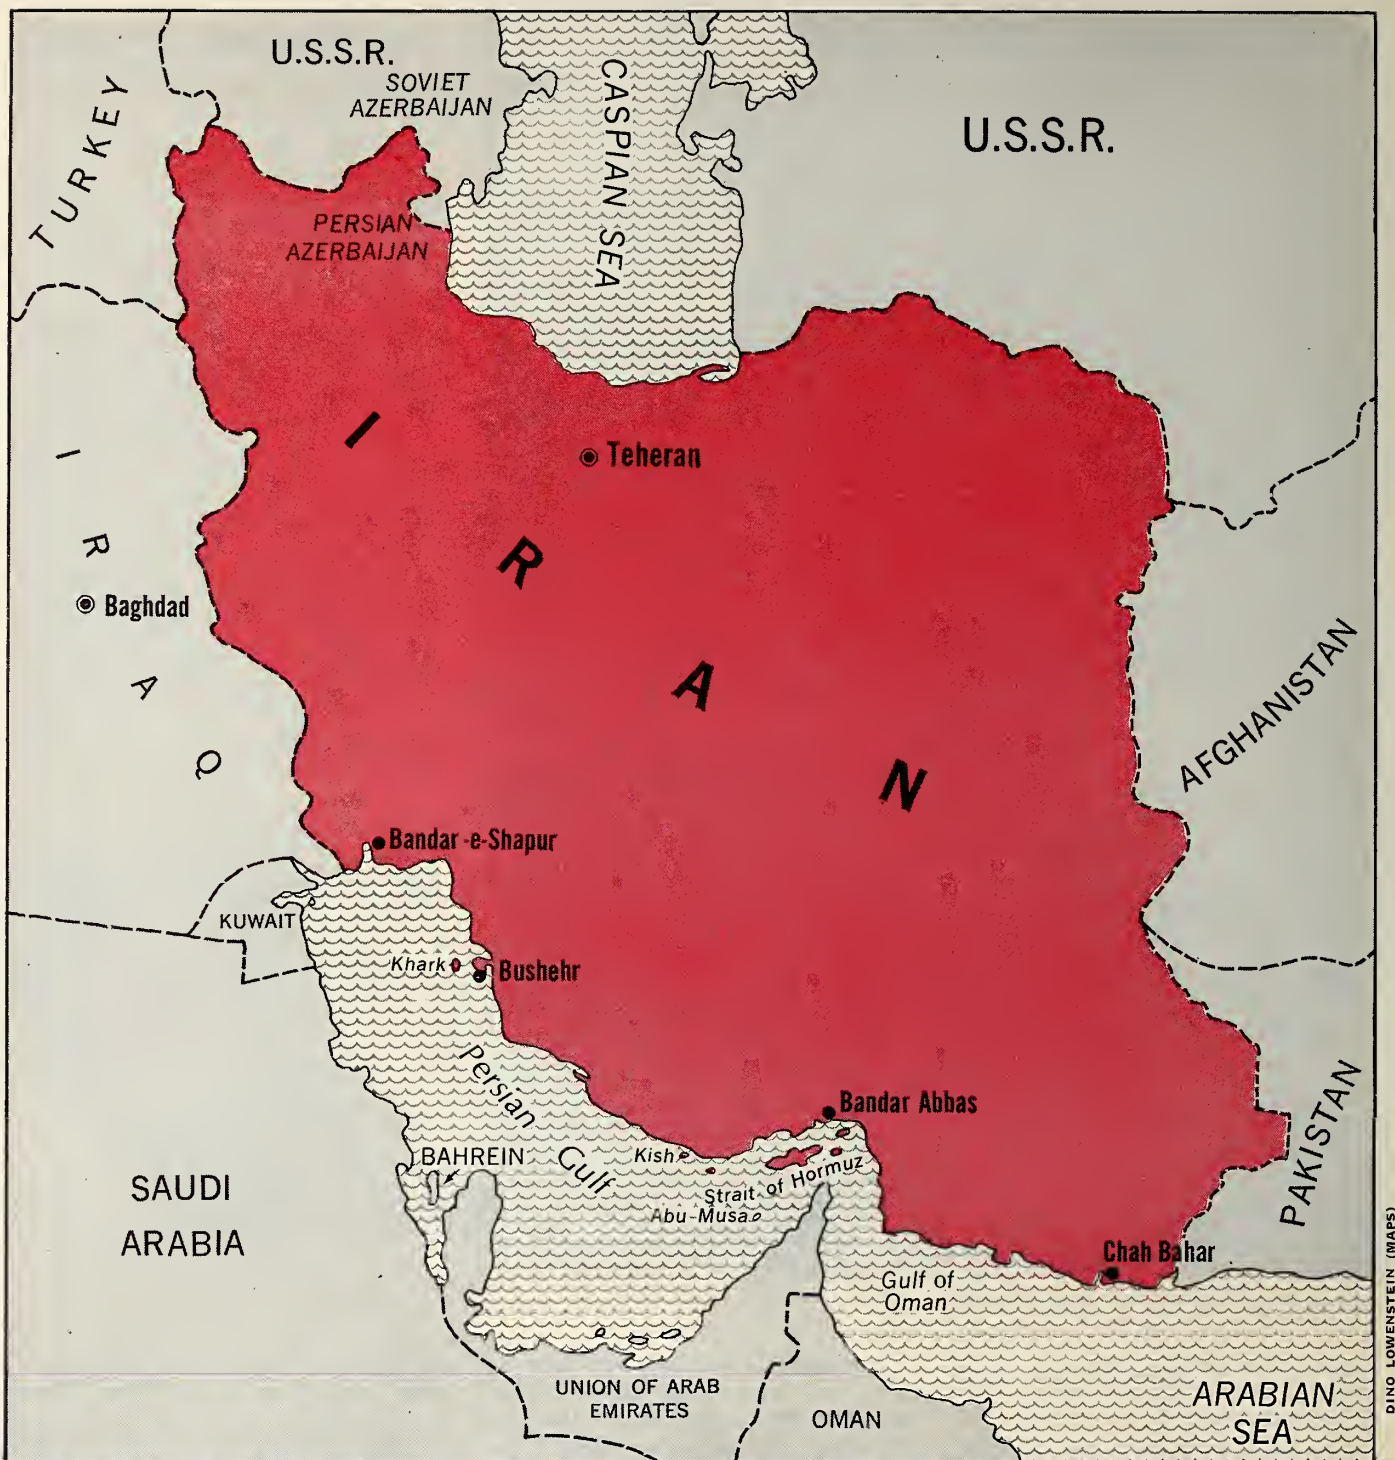 U.S.S.R.
SOVIET
AZERBAIJAN
CASPIAN SEA
U.S.S.R.
TURKEY
PERSIAN
AZERBAIJAN
IRAN
Teheran
IRAQ
Baghdad
AFGHANISTAN
Bandar-e-Shapur
KUWAIT
Khark
Bushehr
Persian Gulf
Bandar Abbas
PAKISTAN
BAHREIN
Kish
Strait of Hormuz
Abu-Musa
SAUDI
ARABIA
Chah Bahar
Gulf of
Oman
UNION OF ARAB
EMIRATES
OMAN
ARABIAN
SEA
DINO LOWENSTEIN (MAPS)